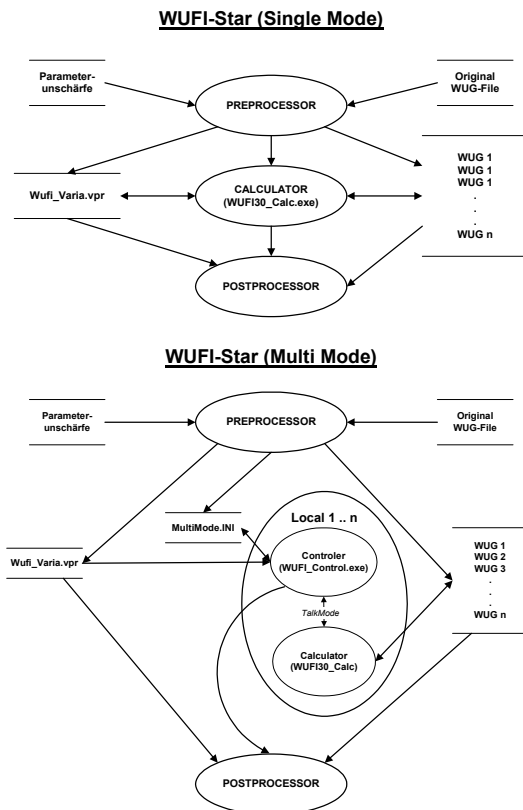 WUFI-Star (Single Mode)
Parameter-
unschärfe
Original
WUG-File
PREPROCESSOR
WUG 1
WUG 1
WUG 1
.
.
.
WUG n
Wufi_Varia.vpr
CALCULATOR
(WUFI30_Calc.exe)
POSTPROCESSOR
WUFI-Star (Multi Mode)
Parameter-
unschärfe
PREPROCESSOR
Original
WUG-File
MultiMode.INI
Local 1 .. n
Wufi_Varia.vpr
Controler
(WUFI_Control.exe)
WUG 1
WUG 2
WUG 3
.
.
.
WUG n
TalkMode
Calculator
(WUFI30_Calc)
POSTPROCESSOR